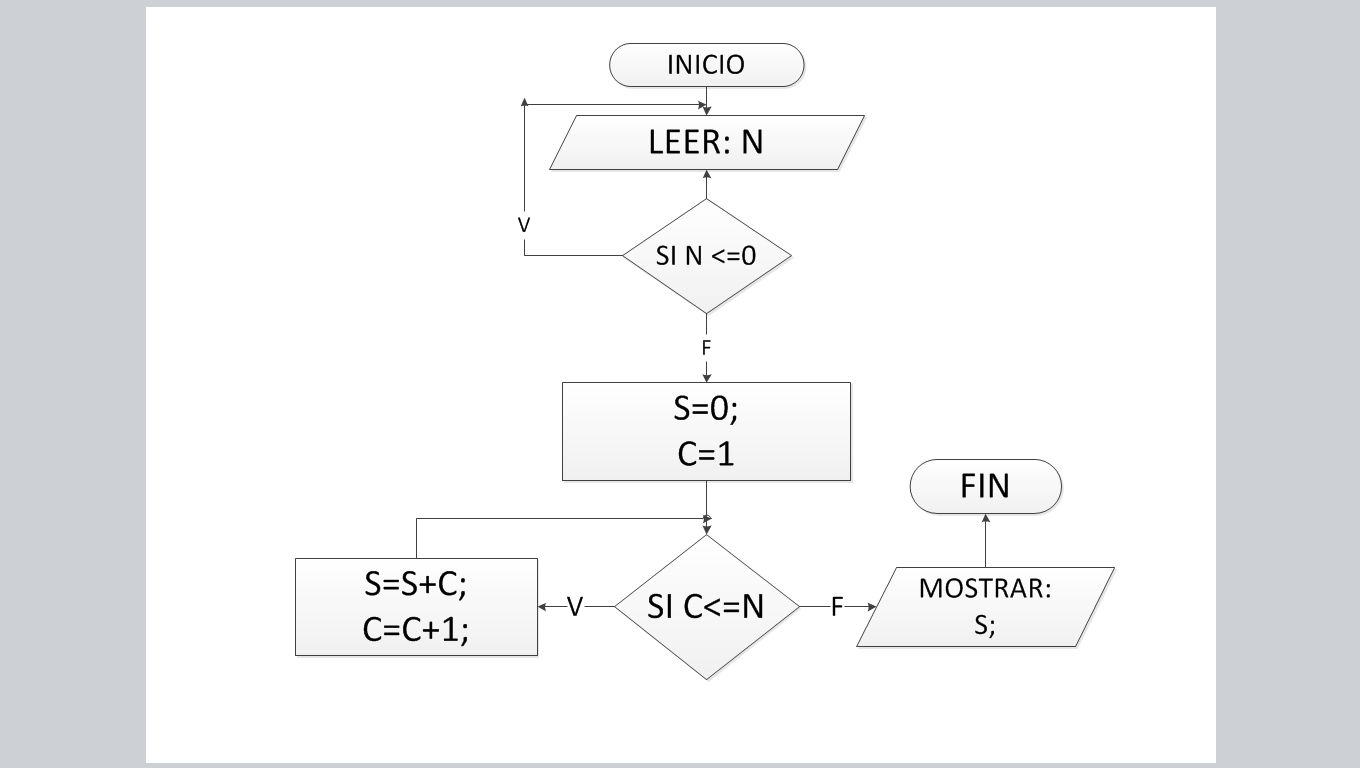 INICIO
LEER: N
V
SI N <=0
F
S=0;
C=1
FIN
S=S+C;
C=C+1;
V
SI C<=N
F
MOSTRAR:
S;